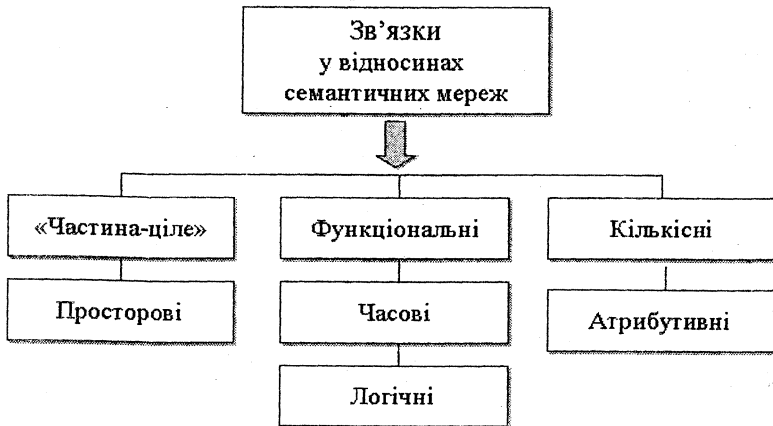 Зв’язки
у відносинах
семантичних мереж
«Частина-ціле»
Функціональні
Кількісні
Просторові
Часові
Атрибутивні
Логічні